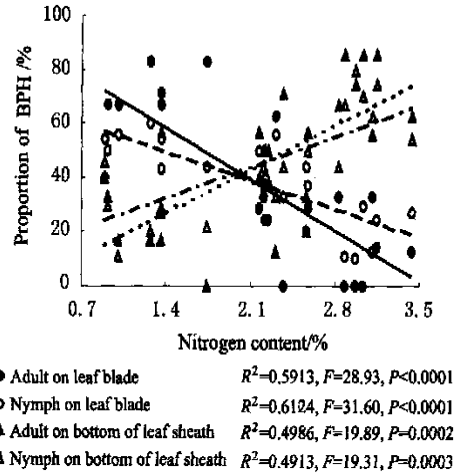 100
80
60
40
20
0
Proportion of BPH /%
0.7 1.4 2.1 2.8 3.5
Nitrogen content/%
Adult on leaf blade R²=0.5913, F=28.93, P<0.0001
Nymph on leaf blade R²=0.6124, F=31.60, P<0.0001
Adult on bottom of leaf sheath R²=0.4986, F=19.89, P=0.0002
Nymph on bottom of leaf sheath R²=0.4913, F=19.31, P=0.0003